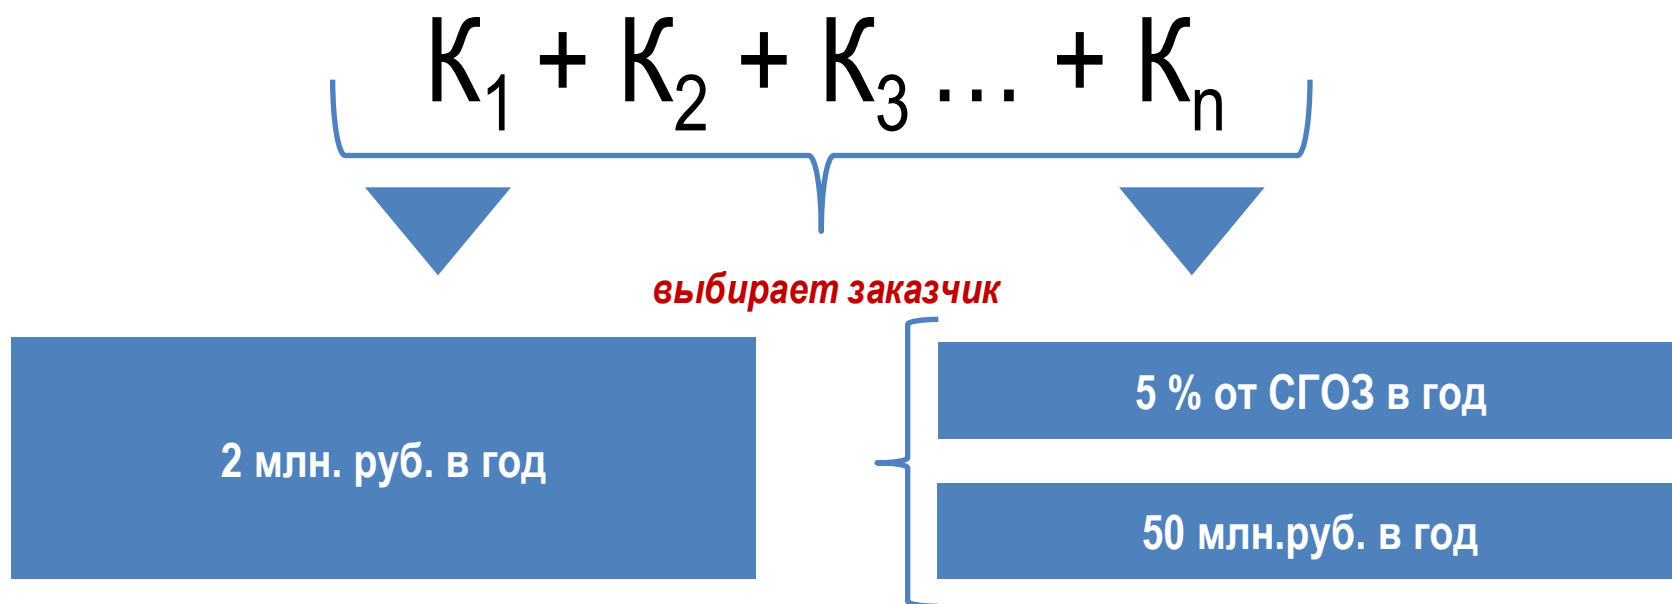 К₁ + К₂ + К₃ ... + Кₙ
выбирает заказчик
2 млн. руб. в год
5 % от СГОЗ в год
50 млн.руб. в год